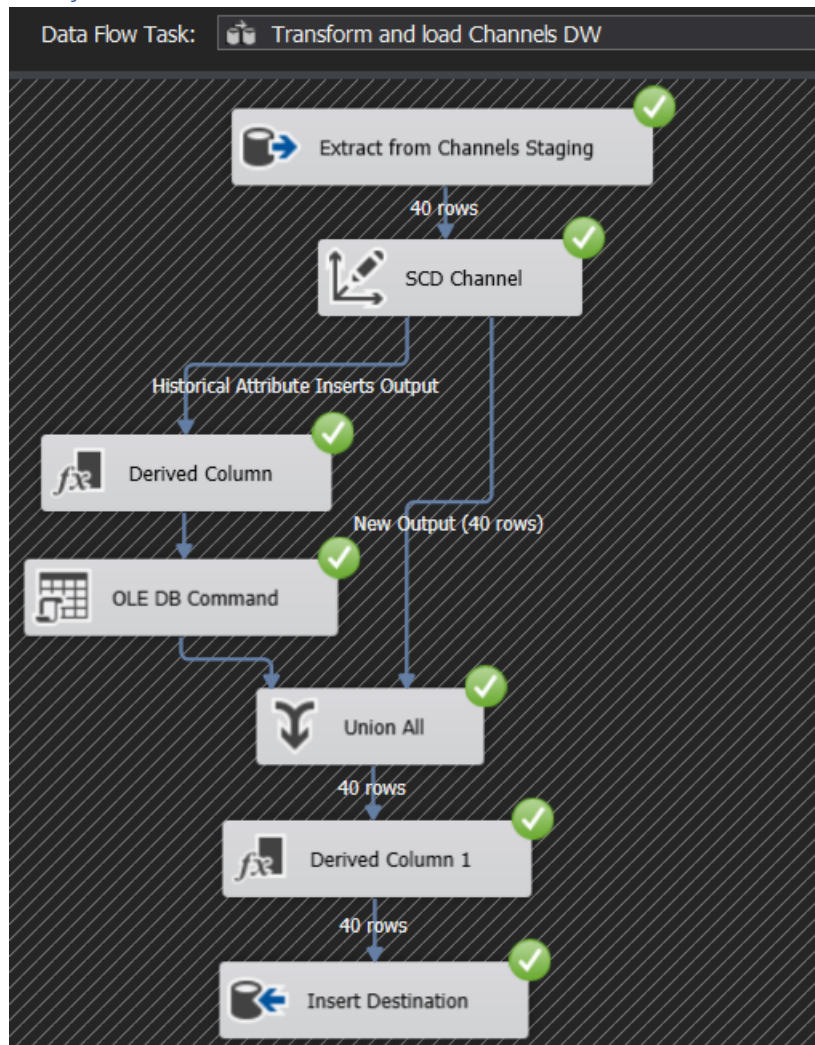 Data Flow Task: Transform and load Channels DW
Extract from Channels Staging
40 rows
SCD Channel
Historical Attribute Inserts Output
Derived Column
New Output (40 rows)
OLE DB Command
Union All
40 rows
Derived Column 1
40 rows
Insert Destination